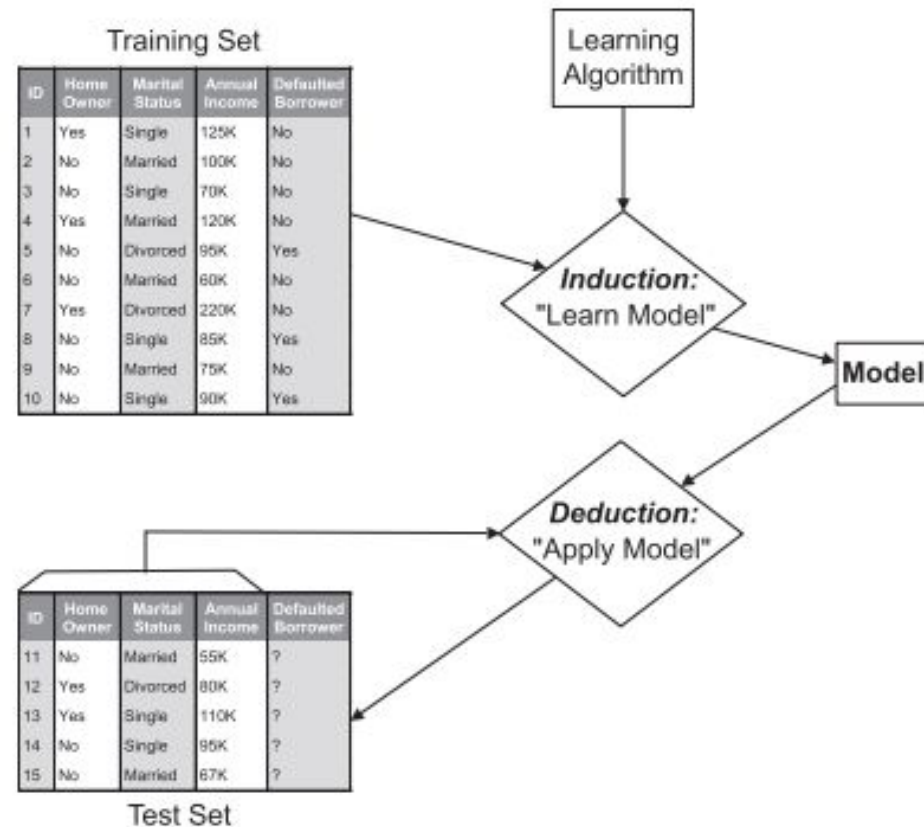 Training Set
ID Home Owner Marital Status Annual Income Defaulted Borrower
1 Yes Single 125K No
2 No Married 100K No
3 No Single 70K No
4 Yes Married 120K No
5 No Divorced 95K Yes
6 No Married 60K No
7 Yes Divorced 220K No
8 No Single 85K Yes
9 No Married 75K No
10 No Single 90K Yes
Learning
Algorithm
Induction:
"Learn Model"
Model
Deduction:
"Apply Model"
ID Home Owner Marital Status Annual Income Defaulted Borrower
11 No Married 55K ?
12 Yes Divorced 80K ?
13 Yes Single 110K ?
14 No Single 95K ?
15 No Married 67K ?
Test Set